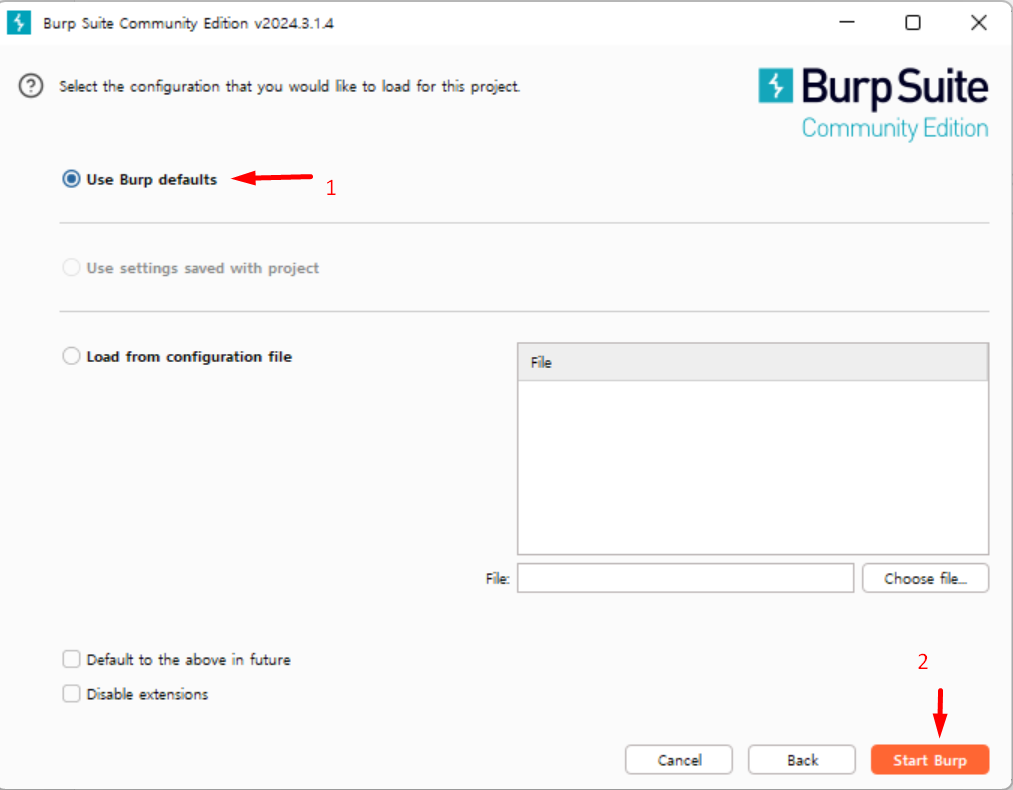 Burp Suite Community Edition v2024.3.1.4
Select the configuration that you would like to load for this project.
Burp Suite
Community Edition
Use Burp defaults
1
Use settings saved with project
Load from configuration file
File
File:
Choose file...
Default to the above in future
2
Disable extensions
Cancel
Back
Start Burp